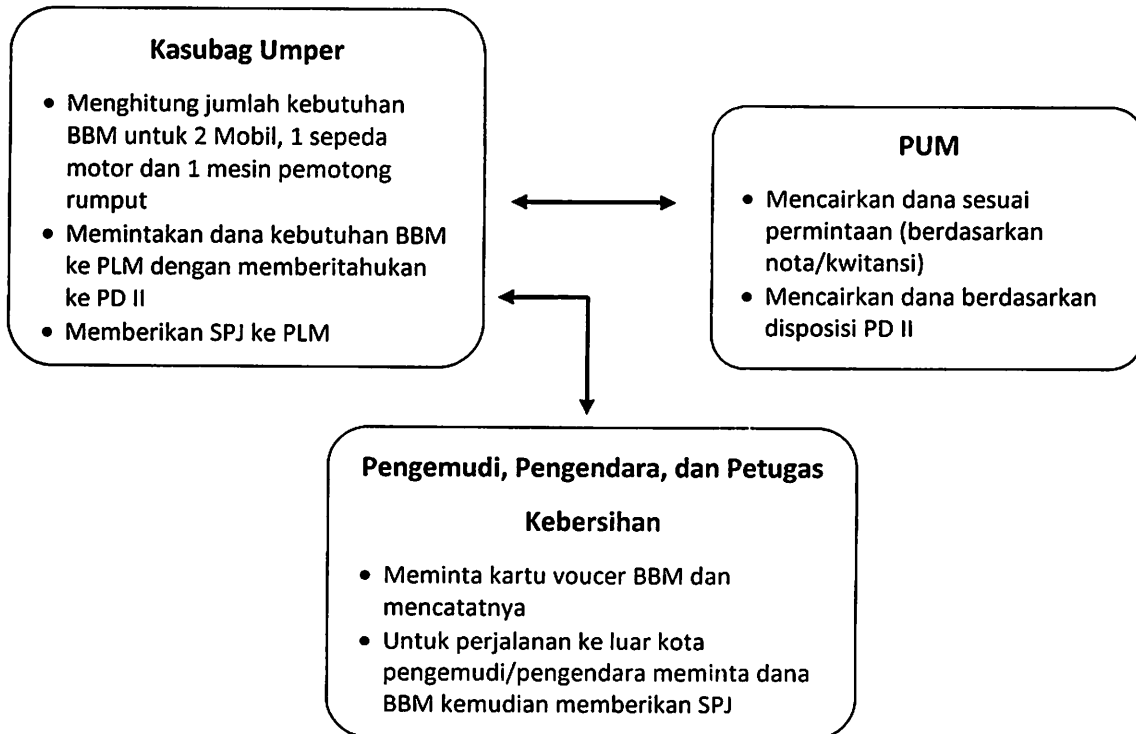 Kasubag Umper
• Menghitung jumlah kebutuhan
BBM untuk 2 Mobil, 1 sepeda
motor dan 1 mesin pemotong
rumput
• Memintakan dana kebutuhan BBM
ke PLM dengan memberitahukan
ke PD II
• Memberikan SPJ ke PLM
PUM
• Mencairkan dana sesuai
permintaan (berdasarkan
nota/kwitansi)
• Mencairkan dana berdasarkan
disposisi PD II
Pengemudi, Pengendara, dan Petugas
Kebersihan
• Meminta kartu voucer BBM dan
mencatatnya
• Untuk perjalanan ke luar kota
pengemudi/pengendara meminta dana
BBM kemudian memberikan SPJ